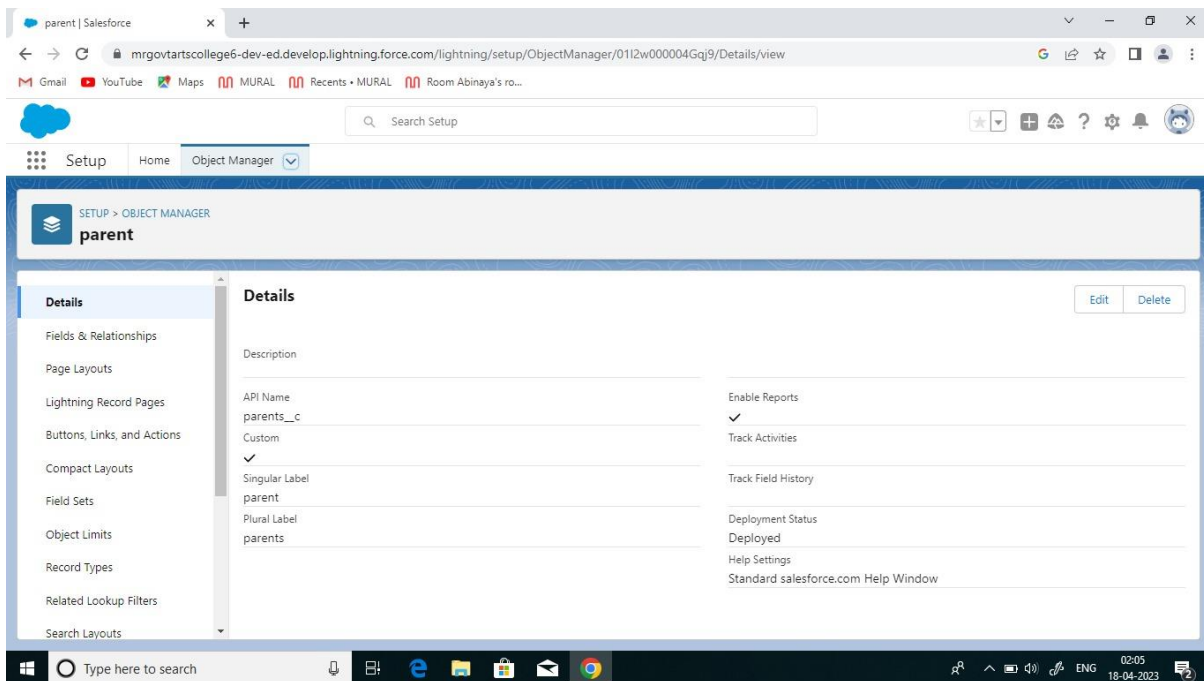 parent | Salesforce
mrgovtartscollege6-dev-ed.develop.lightning.force.com/lightning/setup/ObjectManager/01I2w000004Gqj9/Details/view
Gmail YouTube Maps MURAL Recents • MURAL Room Abinaya's ro...
Search Setup
Setup Home Object Manager
SETUP > OBJECT MANAGER
parent
Details
Fields & Relationships
Page Layouts
Lightning Record Pages
Buttons, Links, and Actions
Compact Layouts
Field Sets
Object Limits
Record Types
Related Lookup Filters
Search Layouts
Details
Edit Delete
Description
API Name
parents__c
Custom
Singular Label
parent
Plural Label
parents
Enable Reports
Track Activities
Track Field History
Deployment Status
Deployed
Help Settings
Standard salesforce.com Help Window
Type here to search
ENG
02:05
18-04-2023
2